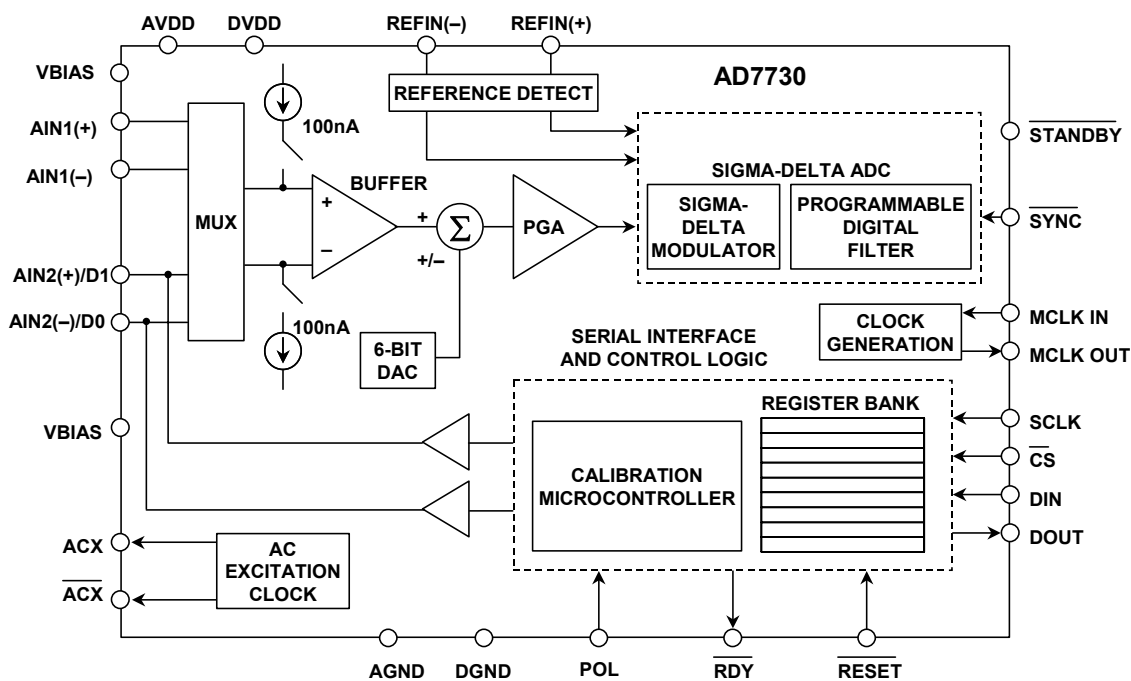 AVDD
DVDD
REFIN(–)
REFIN(+)
VBIAS
AD7730
REFERENCE DETECT
AIN1(+)
100nA
STANDBY
AIN1(–)
SIGMA-DELTA ADC
BUFFER
MUX
+
–
+
+/–
Σ
PGA
SIGMA-
DELTA
MODULATOR
PROGRAMMABLE
DIGITAL
FILTER
SYNC
AIN2(+)/D1
AIN2(–)/D0
100nA
6-BIT
DAC
SERIAL INTERFACE
AND CONTROL LOGIC
CLOCK
GENERATION
MCLK IN
MCLK OUT
REGISTER BANK
VBIAS
SCLK
CS
CALIBRATION
MICROCONTROLLER
DIN
DOUT
ACX
AC
EXCITATION
CLOCK
ACX
AGND
DGND
POL
RDY
RESET